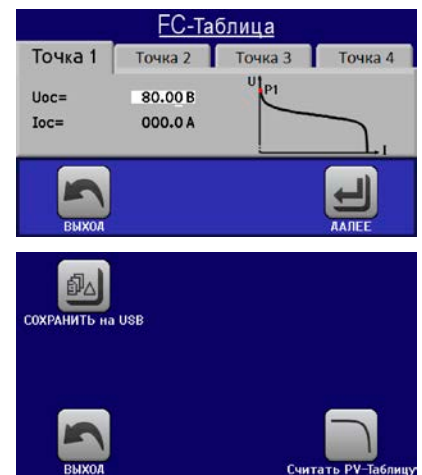 FC-Таблица
Точка 1 Точка 2 Точка 3 Точка 4
Uoc= 80.00 В
Ioc= 000.0 А
U P1
I
ВЫХОД ДАЛЕЕ
СОХРАНИТЬ на USB
ВЫХОД Считать PV-Таблицу